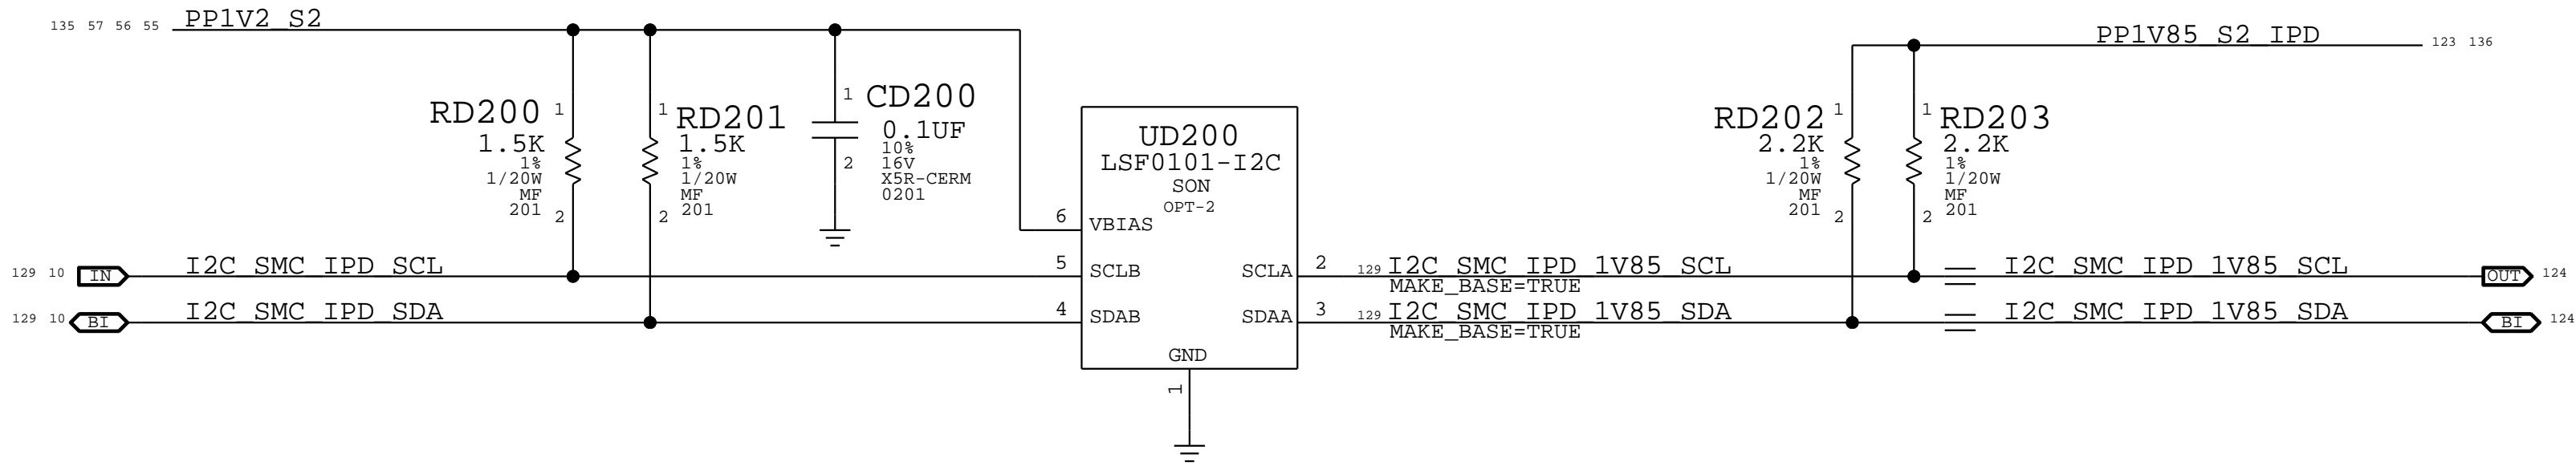 135 57 56 55 PP1V2_S2
PP1V85_S2_IPD 123 136
RD200
1.5K
1%
1/20W
MF
201
1
2
RD201
1.5K
1%
1/20W
MF
201
1
2
CD200
0.1UF
10%
16V
X5R-CERM
0201
1
2
UD200
LSF0101-I2C
SON
OPT-2
6 VBIAS
5 SCLB
4 SDAB
SCLA 2
SDAA 3
GND
1
RD202
2.2K
1%
1/20W
MF
201
1
2
RD203
2.2K
1%
1/20W
MF
201
1
2
129 10 IN I2C_SMC_IPD_SCL
129 10 BI I2C_SMC_IPD_SDA
129 I2C_SMC_IPD_1V85_SCL
MAKE_BASE=TRUE
129 I2C_SMC_IPD_1V85_SDA
MAKE_BASE=TRUE
I2C_SMC_IPD_1V85_SCL OUT 124
I2C_SMC_IPD_1V85_SDA BI 124